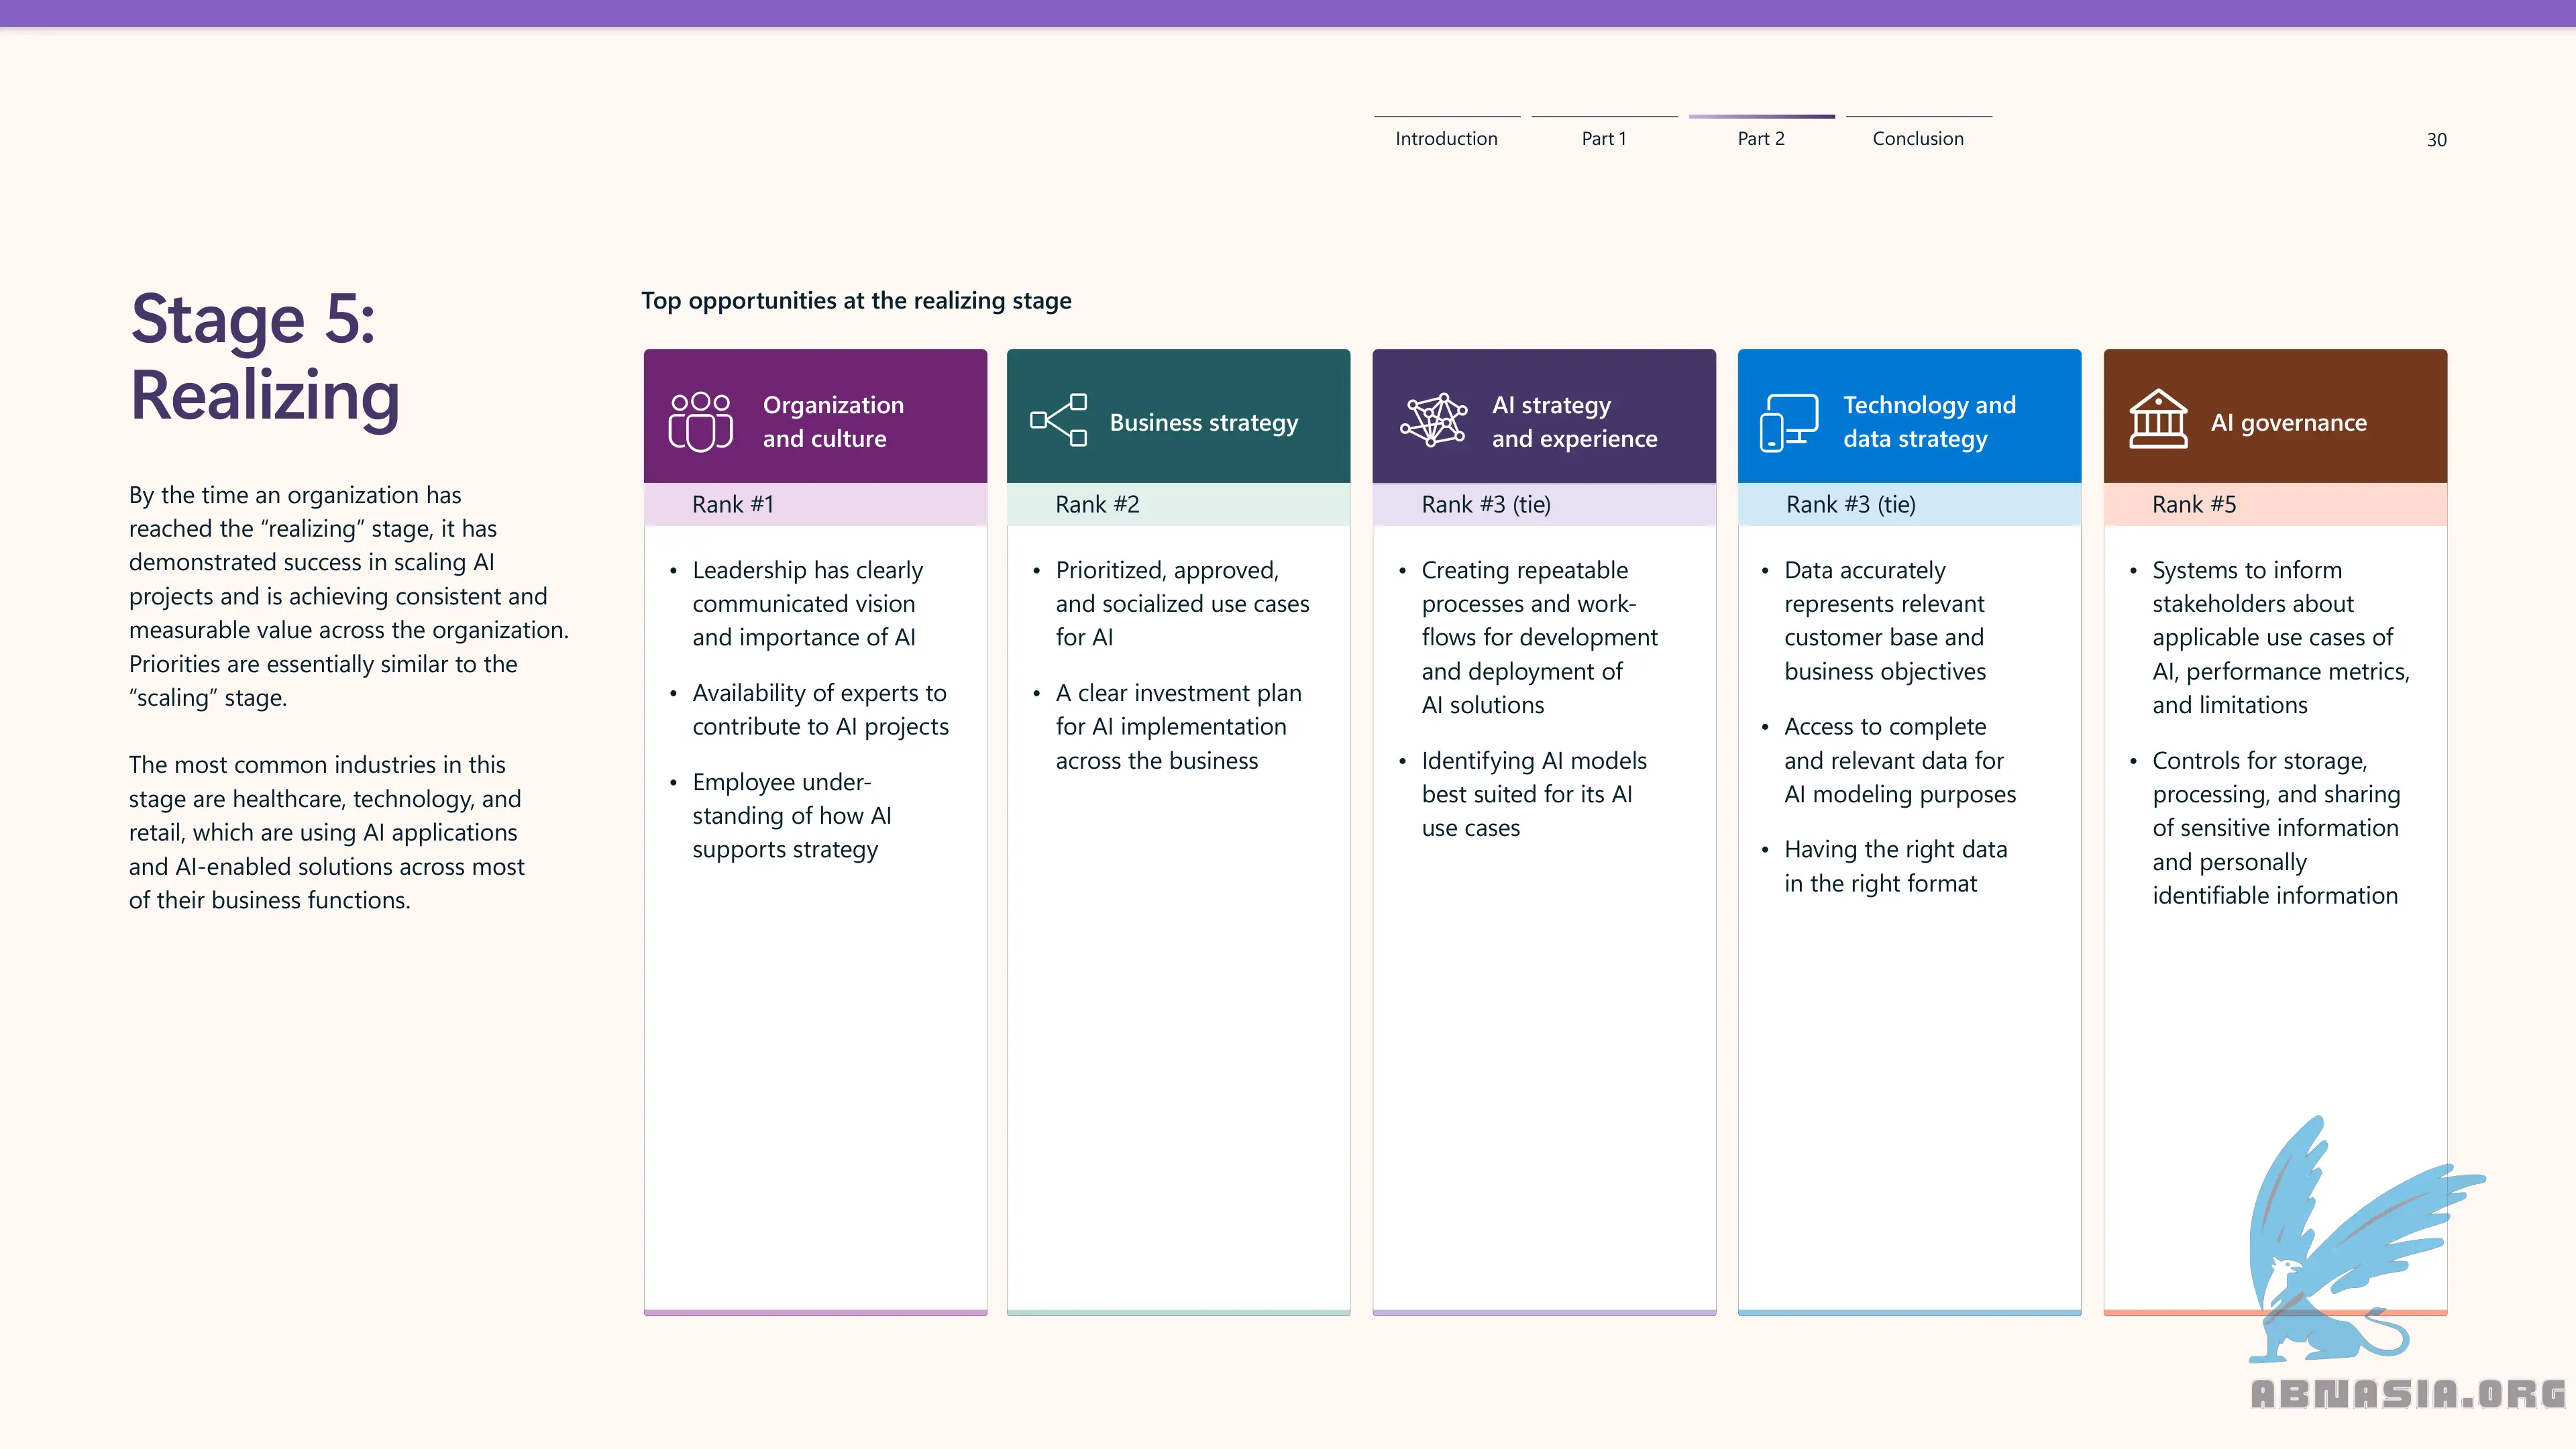 Introduction
Part 1
Part 2
Conclusion
30
Stage 5:
Realizing
By the time an organization has
reached the “realizing” stage, it has
demonstrated success in scaling AI
projects and is achieving consistent and
measurable value across the organization.
Priorities are essentially similar to the
“scaling” stage.
The most common industries in this
stage are healthcare, technology, and
retail, which are using AI applications
and AI-enabled solutions across most
of their business functions.
Top opportunities at the realizing stage
Organization
and culture
Rank #1
• Leadership has clearly
communicated vision
and importance of AI
• Availability of experts to
contribute to AI projects
• Employee under-
standing of how AI
supports strategy
Business strategy
Rank #2
• Prioritized, approved,
and socialized use cases
for AI
• A clear investment plan
for AI implementation
across the business
AI strategy
and experience
Rank #3 (tie)
• Creating repeatable
processes and work-
flows for development
and deployment of
AI solutions
• Identifying AI models
best suited for its AI
use cases
Technology and
data strategy
Rank #3 (tie)
• Data accurately
represents relevant
customer base and
business objectives
• Access to complete
and relevant data for
AI modeling purposes
• Having the right data
in the right format
AI governance
Rank #5
• Systems to inform
stakeholders about
applicable use cases of
AI, performance metrics,
and limitations
• Controls for storage,
processing, and sharing
of sensitive information
and personally
identifiable information
ABNASIA.ORG